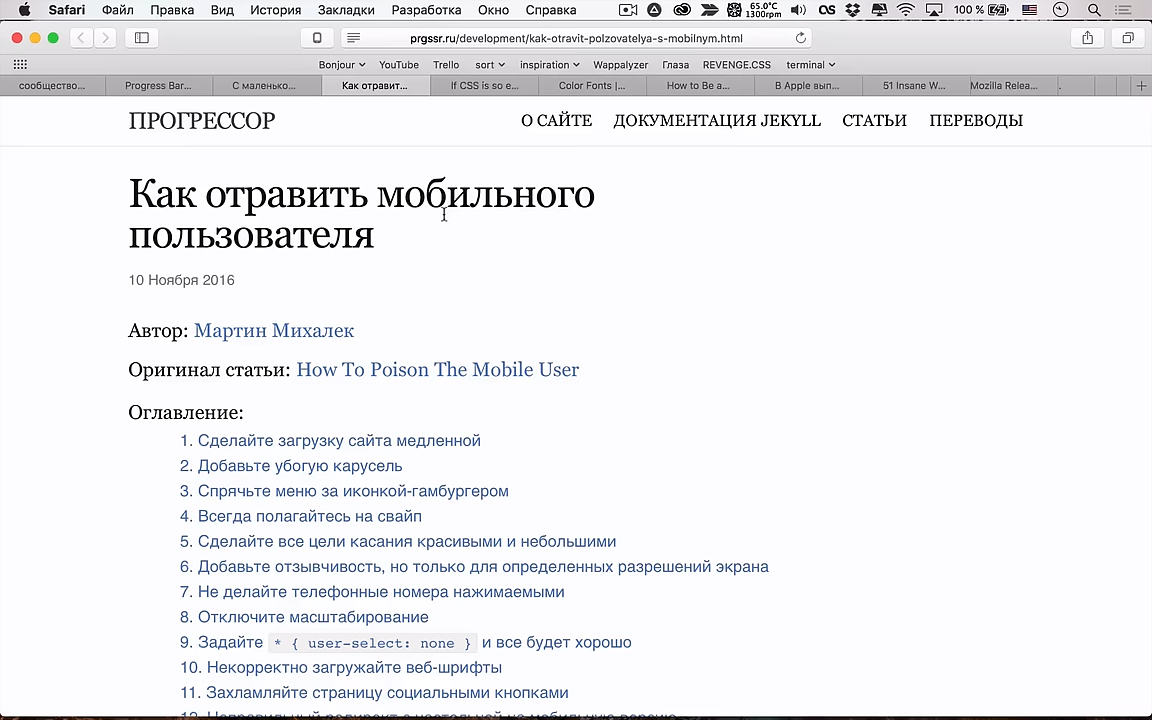 Safari Файл Правка Вид История Закладки Разработка Окно Справка 65.0°C 1300rpm 100 %
prgssr.ru/development/kak-otravit-polzovatelya-s-mobilnym.html
Bonjour YouTube Trello sort inspiration Wappalyzer Глаза REVENGE.CSS terminal
сообщество... Progress Bar... С маленько... Как отравит... If CSS is so e... Color Fonts |... How to Be a... В Apple вып... 51 Insane W... Mozilla Relea...
ПРОГРЕССОР О САЙТЕ ДОКУМЕНТАЦИЯ JEKYLL СТАТЬИ ПЕРЕВОДЫ
Как отравить мобильного
пользователя
10 Ноября 2016
Автор: Мартин Михалек
Оригинал статьи: How To Poison The Mobile User
Оглавление:
1. Сделайте загрузку сайта медленной
2. Добавьте убогую карусель
3. Спрячьте меню за иконкой-гамбургером
4. Всегда полагайтесь на свайп
5. Сделайте все цели касания красивыми и небольшими
6. Добавьте отзывчивость, но только для определенных разрешений экрана
7. Не делайте телефонные номера нажимаемыми
8. Отключите масштабирование
9. Задайте * { user-select: none } и все будет хорошо
10. Некорректно загружайте веб-шрифты
11. Захламляйте страницу социальными кнопками
12. Неправильный редирект с настольной на мобильную версию